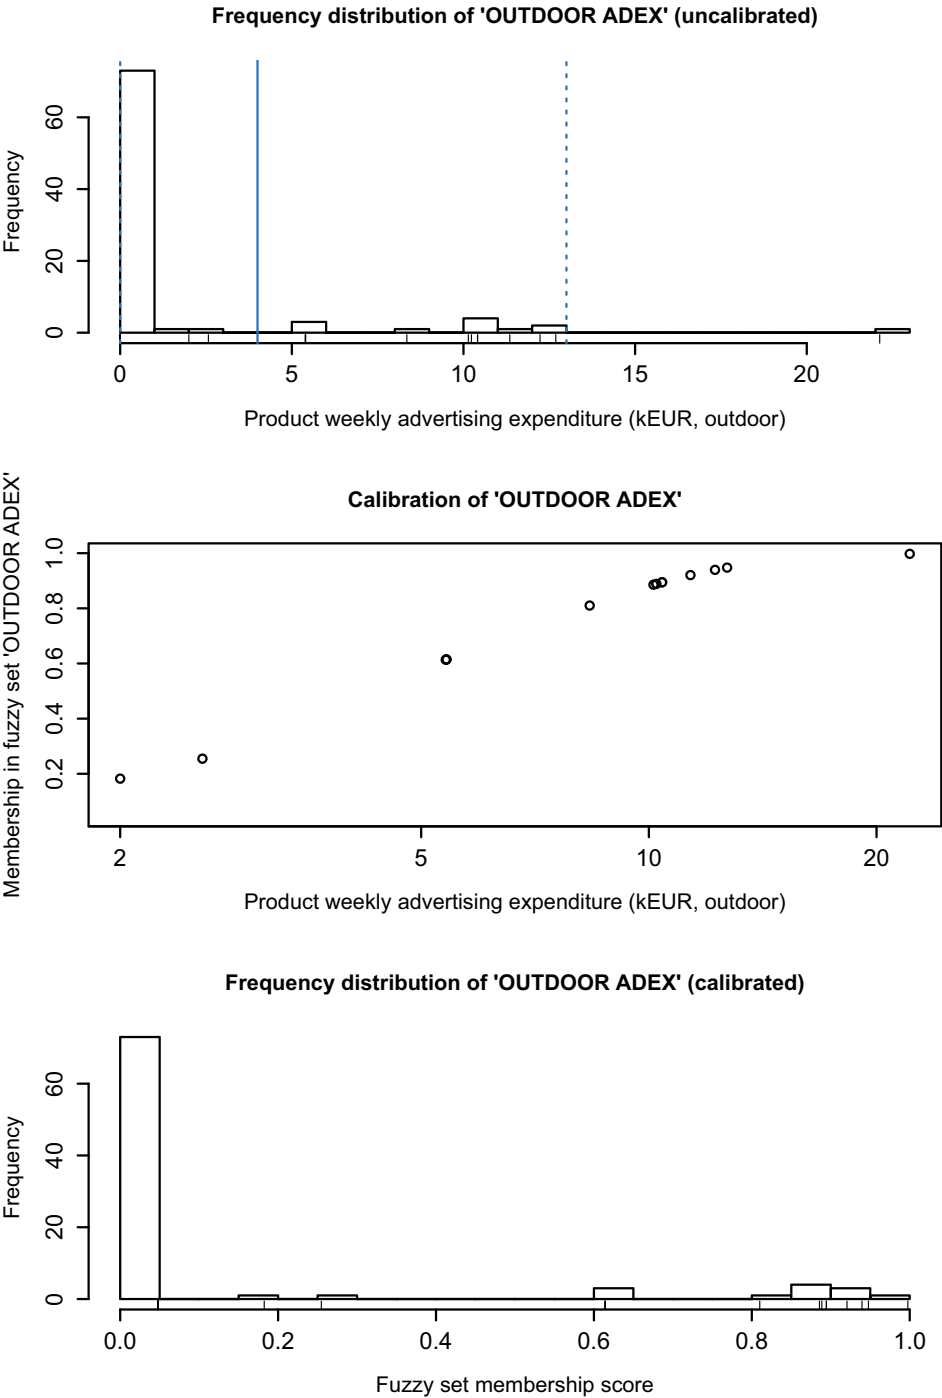 Frequency distribution of 'OUTDOOR ADEX' (uncalibrated)
Frequency
60
40
20
0
0 5 10 15 20
Product weekly advertising expenditure (kEUR, outdoor)
Calibration of 'OUTDOOR ADEX'
Membership in fuzzy set 'OUTDOOR ADEX'
1.0
0.8
0.6
0.4
0.2
2 5 10 20
Product weekly advertising expenditure (kEUR, outdoor)
Frequency distribution of 'OUTDOOR ADEX' (calibrated)
Frequency
60
40
20
0
0.0 0.2 0.4 0.6 0.8 1.0
Fuzzy set membership score